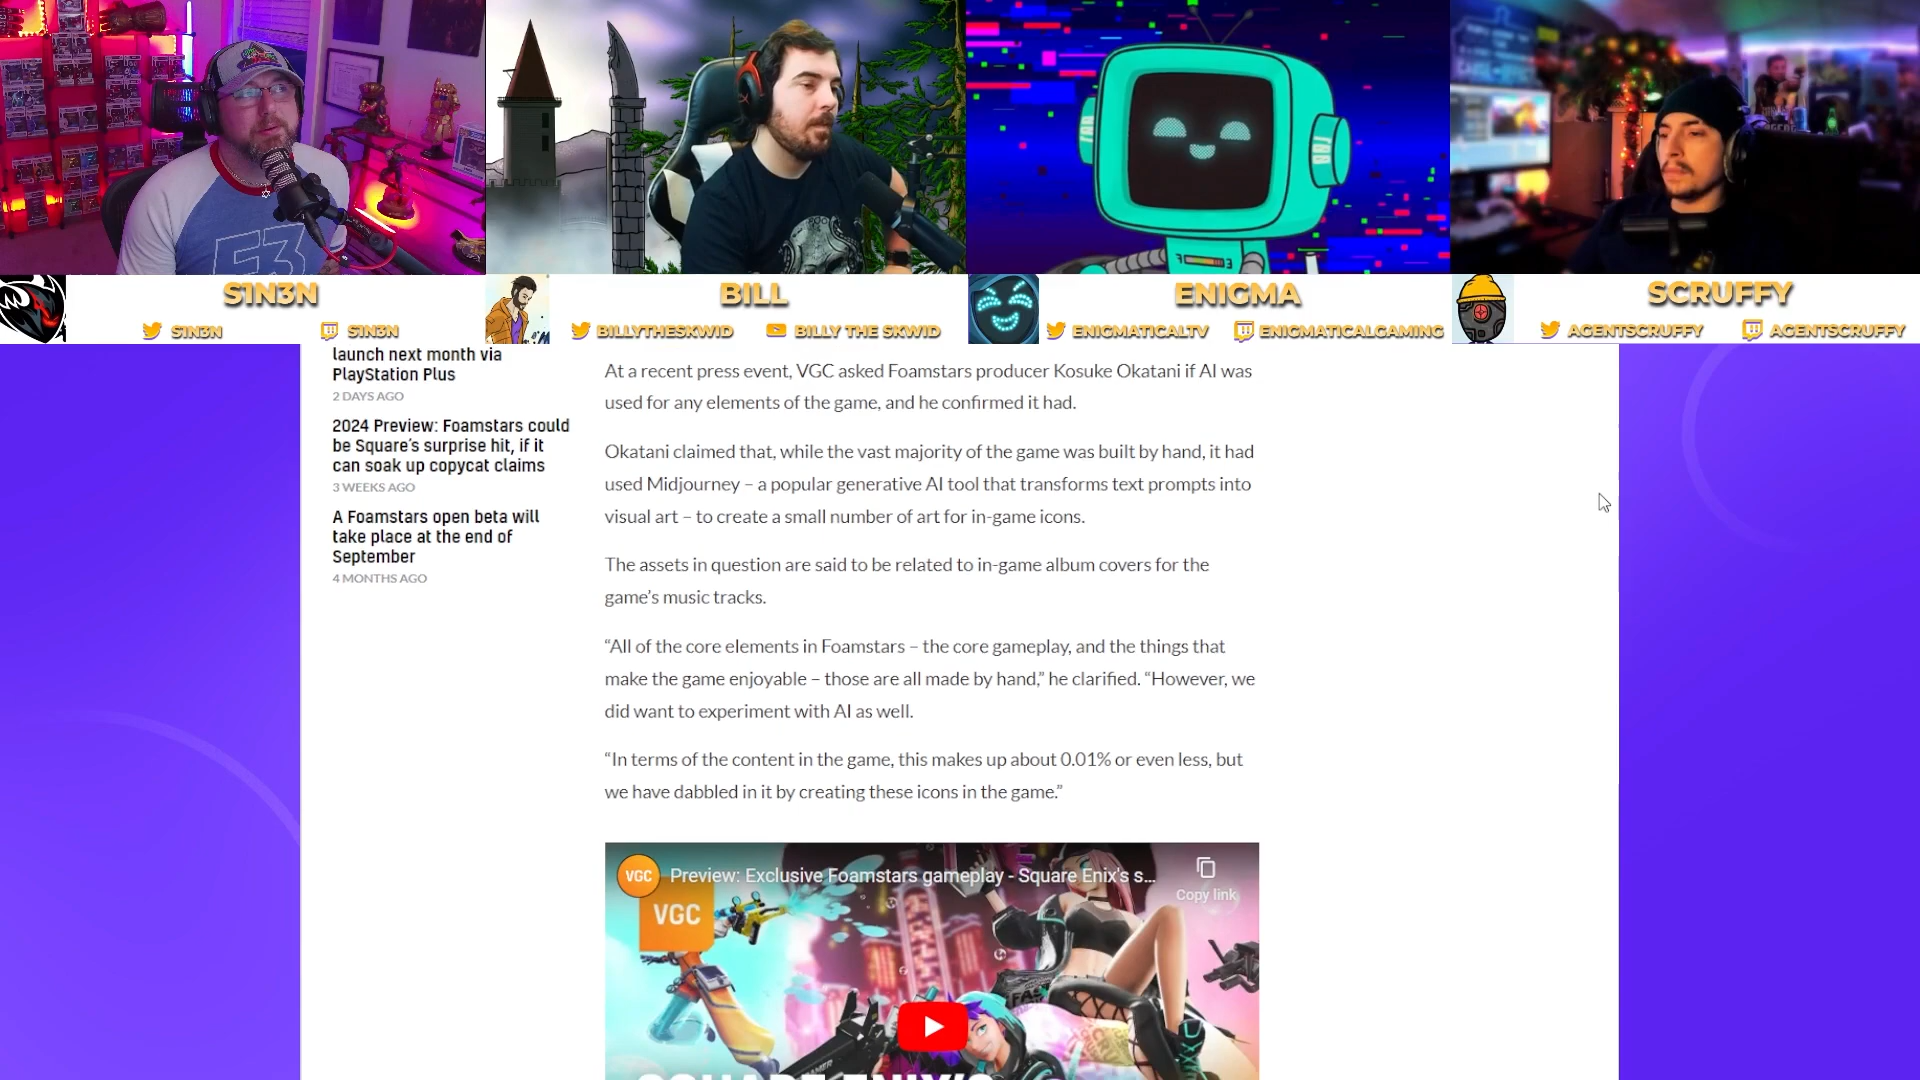 E3
S1N3N
BILL
ENIGMA
SCRUFFY
S1N3N
S1N3N
BILLYTHESKWID
BILLY THE SKWID
ENIGMATICALTV
ENIGMATICALGAMING
AGENTSCRUFFY
AGENTSCRUFFY
launch next month via
PlayStation Plus
2 DAYS AGO
2024 Preview: Foamstars could
be Square's surprise hit, if it
can soak up copycat claims
3 WEEKS AGO
A Foamstars open beta will
take place at the end of
September
4 MONTHS AGO
At a recent press event, VGC asked Foamstars producer Kosuke Okatani if AI was
used for any elements of the game, and he confirmed it had.
Okatani claimed that, while the vast majority of the game was built by hand, it had
used Midjourney – a popular generative AI tool that transforms text prompts into
visual art – to create a small number of art for in-game icons.
The assets in question are said to be related to in-game album covers for the
game's music tracks.
“All of the core elements in Foamstars – the core gameplay, and the things that
make the game enjoyable – those are all made by hand,” he clarified. “However, we
did want to experiment with AI as well.
“In terms of the content in the game, this makes up about 0.01% or even less, but
we have dabbled in it by creating these icons in the game.”
VGC
Preview: Exclusive Foamstars gameplay - Square Enix's s...
Copy link
VGC
SQUARE ENIX'S